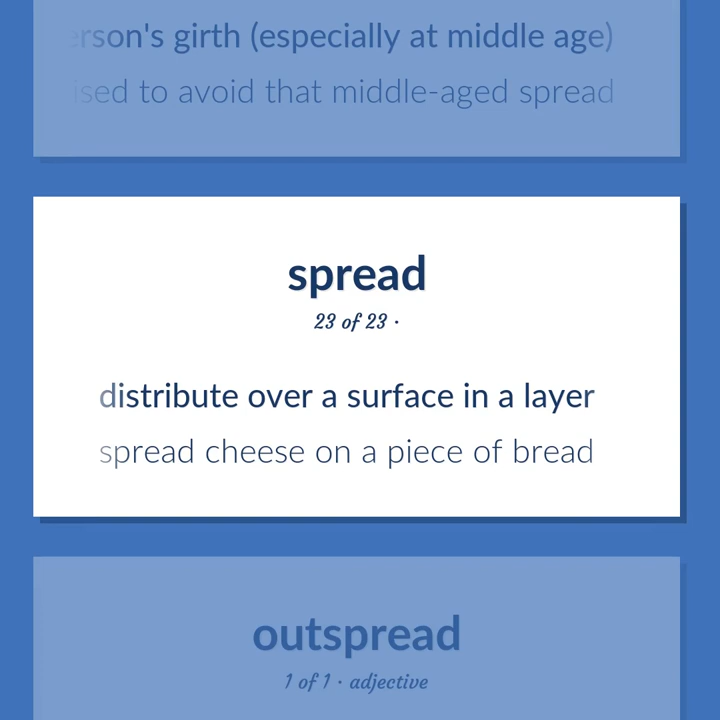 erson's girth (especially at middle age)
ised to avoid that middle-aged spread
spread
23 of 23 ·
distribute over a surface in a layer
spread cheese on a piece of bread
outspread
1 of 1 · adjective